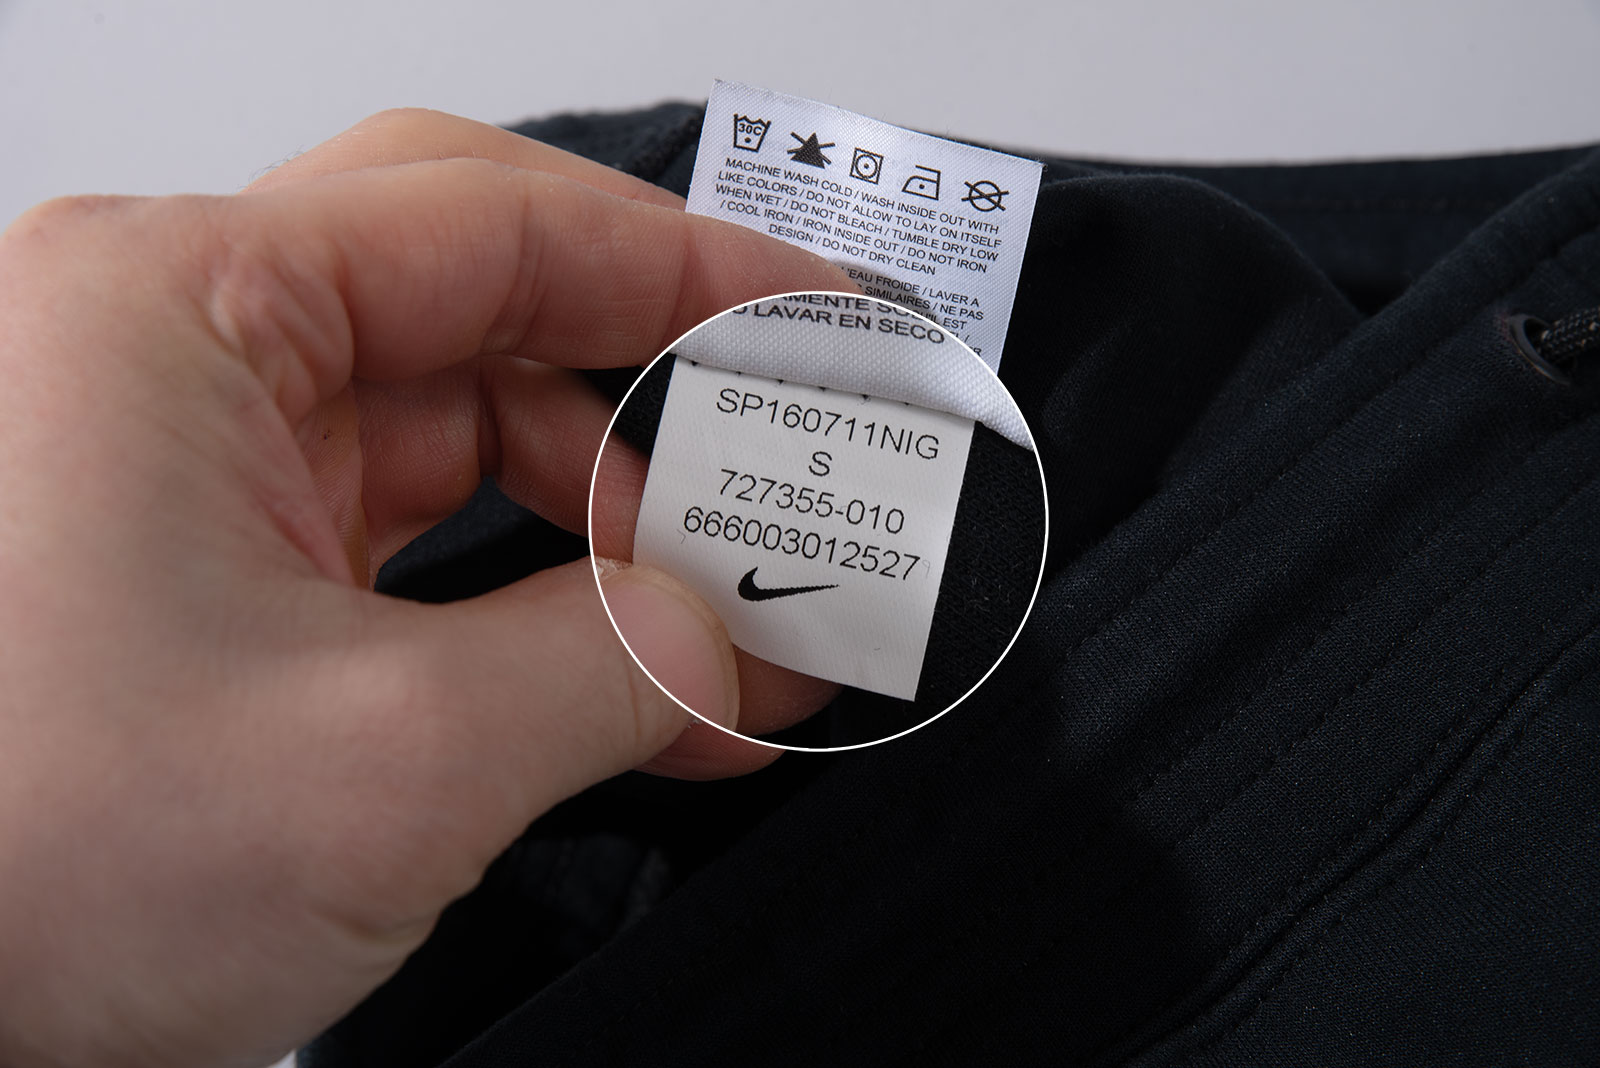 30C
MACHINE WASH COLD / WASH INSIDE OUT WITH
LIKE COLORS / DO NOT ALLOW TO LAY ON ITSELF
WHEN WET / DO NOT BLEACH / TUMBLE DRY LOW
/ COOL IRON / IRON INSIDE OUT / DO NOT IRON
DESIGN / DO NOT DRY CLEAN
'EAU FROIDE / LAVER A
SIMILAIRES / NE PAS
EST
LAVAR EN SECO
SP160711NIG
S
727355-010
666003012527